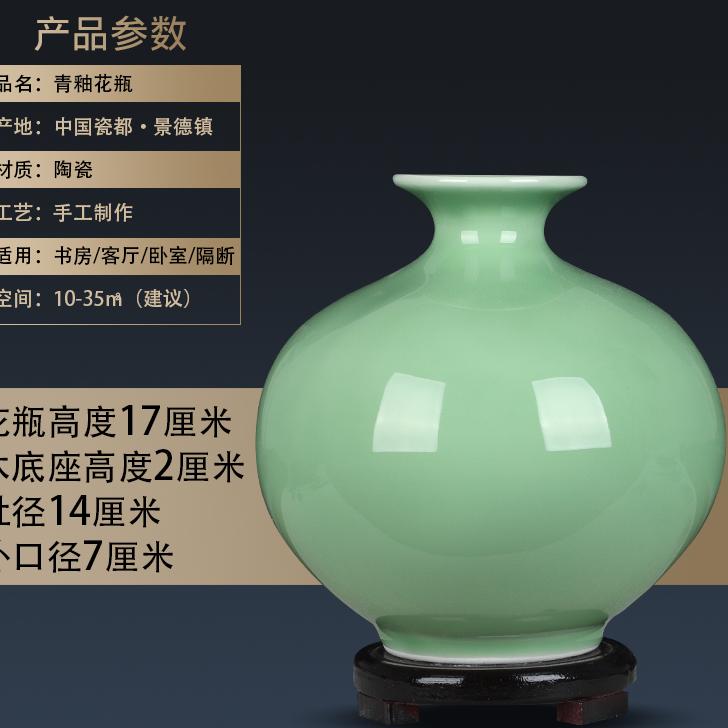 产品参数
品名：青釉花瓶
产地：中国瓷都·景德镇
材质：陶瓷
工艺：手工制作
适用：书房/客厅/卧室/隔断
空间：10-35㎡（建议）
花瓶高度17厘米
木底座高度2厘米
肚径14厘米
外口径7厘米